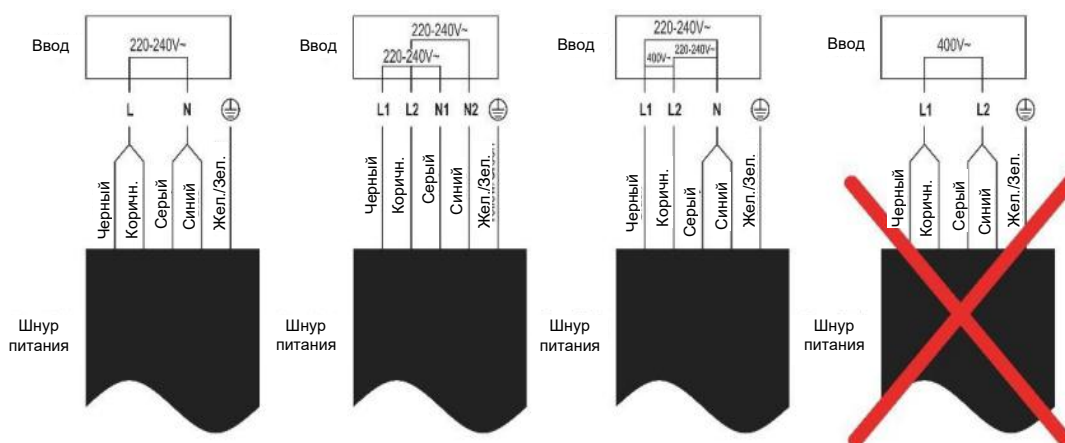 Ввод
220-240V~
L
N
Черный
Коричн.
Серый
Синий
Жел./Зел.
Шнур
питания
Ввод
220-240V~
220-240V~
L1
L2
N1
N2
Черный
Коричн.
Серый
Синий
Жел./Зел.
Шнур
питания
Ввод
220-240V~
400V~
220-240V~
L1
L2
N
Черный
Коричн.
Серый
Синий
Жел./Зел.
Шнур
питания
Ввод
400V~
L1
L2
Черный
Коричн.
Серый
Синий
Жел./Зел.
Шнур
питания